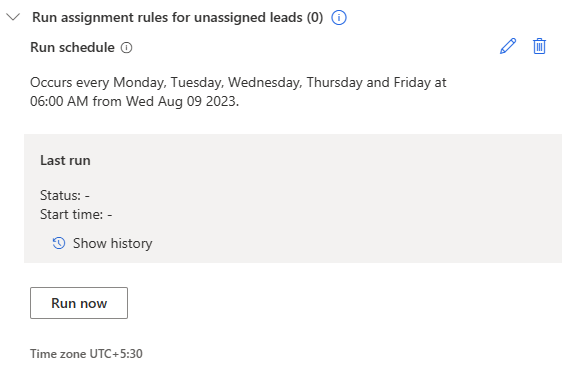 Run assignment rules for unassigned leads (0)
Run schedule
Occurs every Monday, Tuesday, Wednesday, Thursday and Friday at
06:00 AM from Wed Aug 09 2023.
Last run
Status: -
Start time: -
Show history
Run now
Time zone UTC+5:30